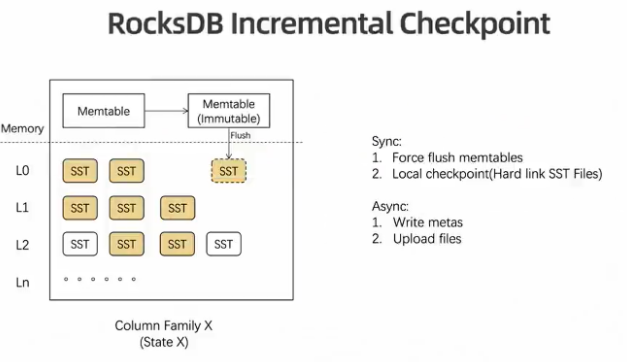 RocksDB Incremental Checkpoint
Memtable
Memtable
(Immutable)
Memory
Flush
L0
SST
SST
SST
L1
SST
SST
SST
L2
SST
SST
SST
SST
Ln
Column Family X
(State X)
Sync:
1. Force flush memtables
2. Local checkpoint(Hard link SST Files)
Async:
1. Write metas
2. Upload files